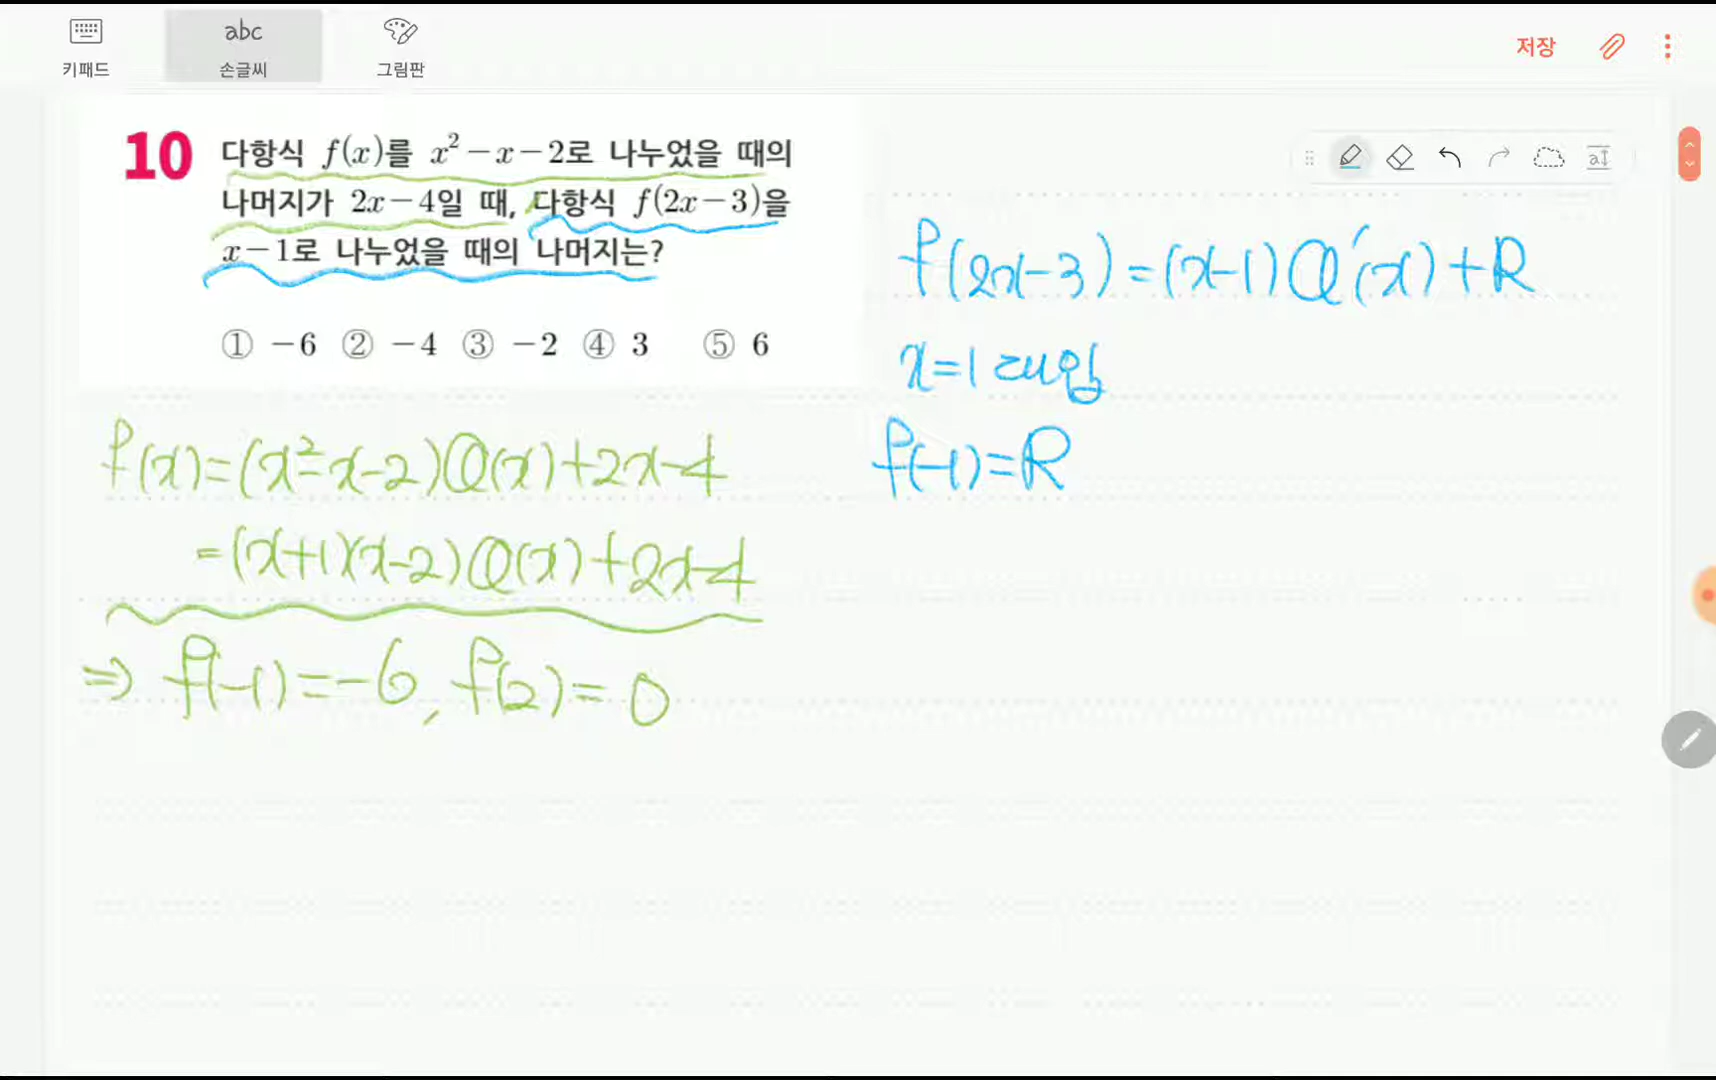 키패드
abc
손글씨
그림판
저장
10 다항식 f(x)를 x²-x-2로 나누었을 때의
나머지가 2x-4일 때, 다항식 f(2x-3)을
x-1로 나누었을 때의 나머지는?
① -6 ② -4 ③ -2 ④ 3 ⑤ 6
f(x)=(x²-x-2)Q(x)+2x-4
=(x+1)(x-2)Q(x)+2x-4
⇒ f(-1)=-6, f(2)=0
f(2x-3)=(x-1)Q'(x)+R
x=1 대입
f(-1)=R